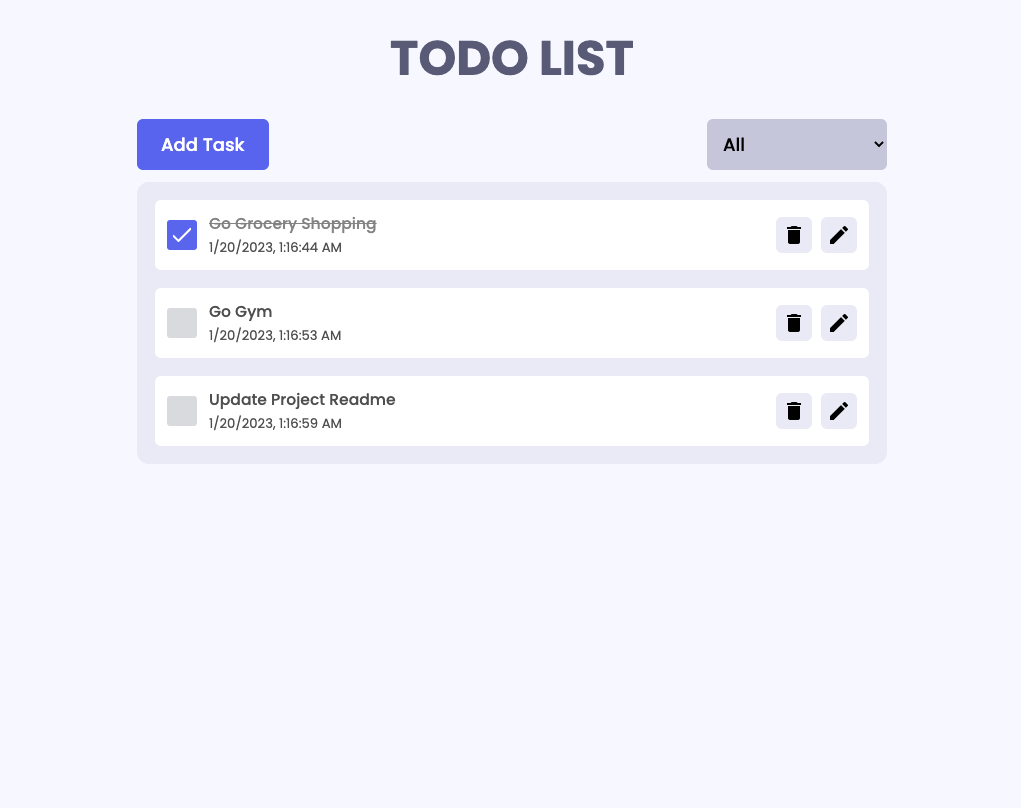 TODO LIST
Add Task
All
Go Grocery Shopping
1/20/2023, 1:16:44 AM
Go Gym
1/20/2023, 1:16:53 AM
Update Project Readme
1/20/2023, 1:16:59 AM